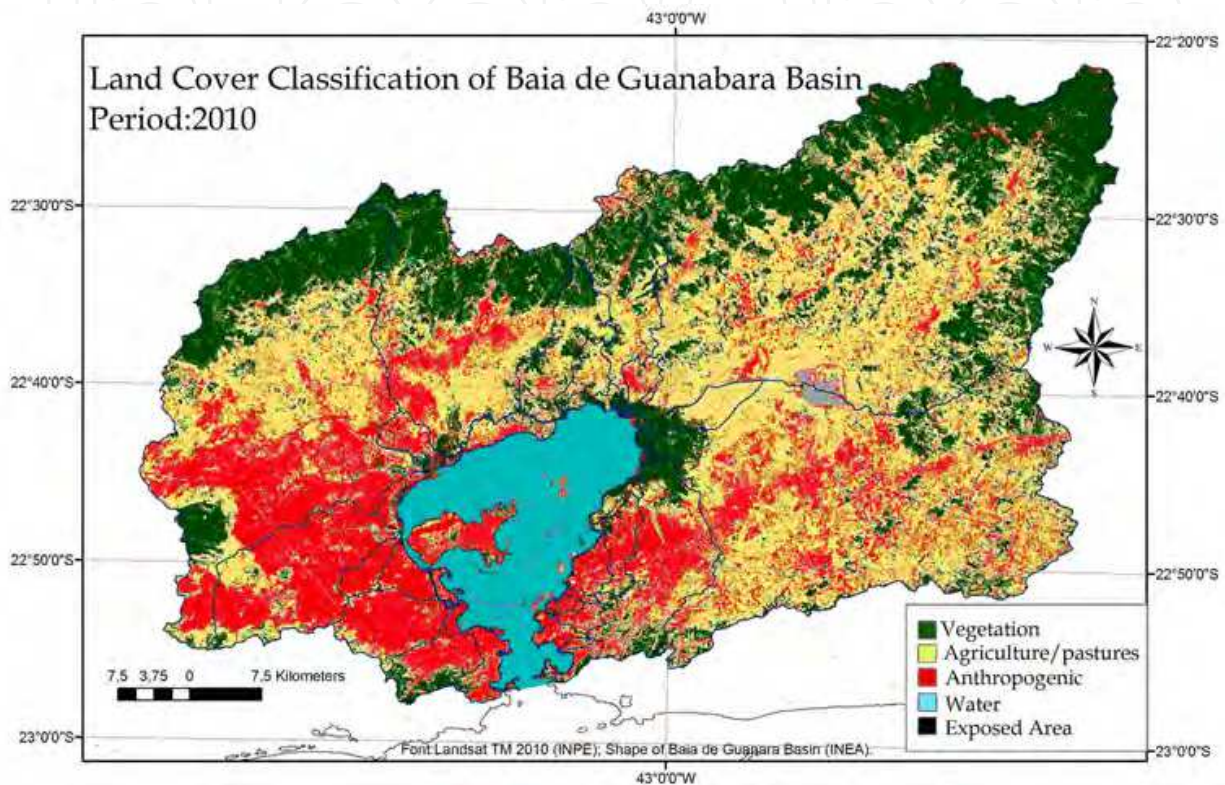 43°0'0"W
22°20'0"S
Land Cover Classification of Baia de Guanabara Basin
Period:2010
22°30'0"S
22°30'0"S
N
W
E
S
22°40'0"S
22°40'0"S
22°50'0"S
22°50'0"S
Vegetation
Agriculture/pastures
Anthropogenic
Water
Exposed Area
7.5 3,75 0 7.5 Kilometers
23°0'0"S
23°0'0"S
Font Landsat TM 2010 (INPE); Shape of Baia de Guanara Basin (INEA).
43°0'0"W